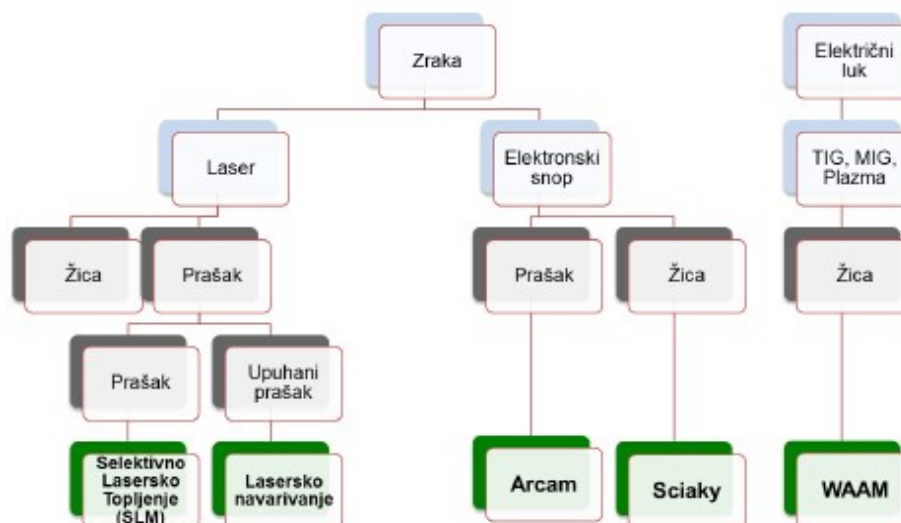 Zraka
Električni
luk
Laser
Elektronski
snop
TIG, MIG,
Plazma
Žica
Prašak
Prašak
Žica
Žica
Prašak
Upuhani
prašak
Selektivno
Lasersko
Topljenje
(SLM)
Lasersko
navarivanje
Arcam
Sciaky
WAAM